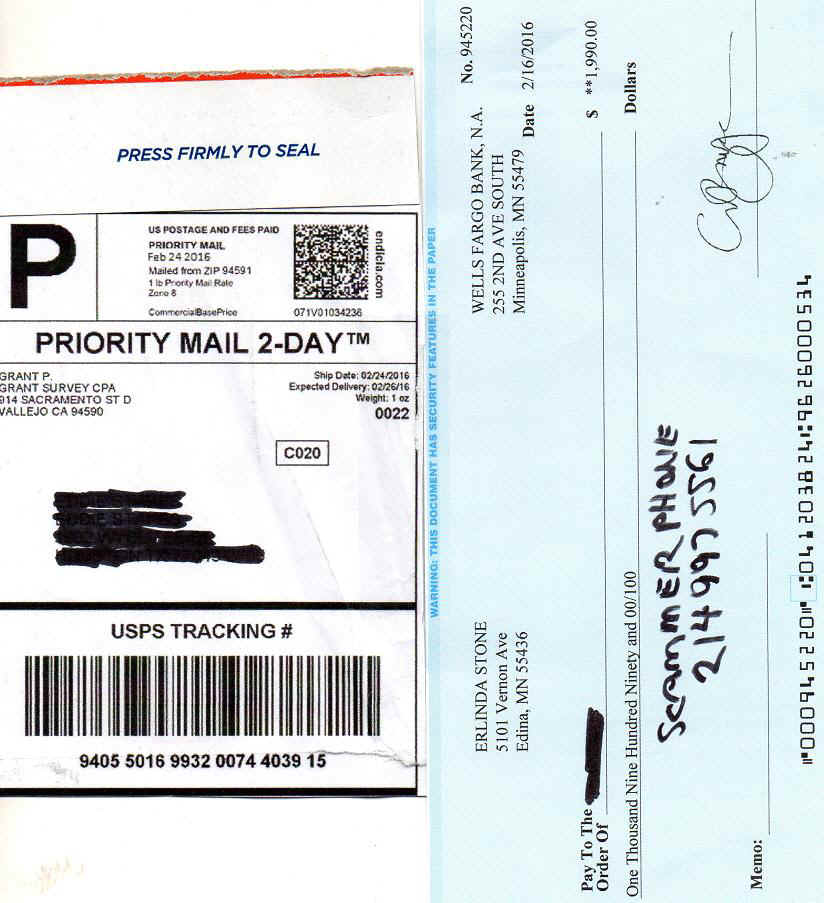 PRESS FIRMLY TO SEAL
P
US POSTAGE AND FEES PAID
PRIORITY MAIL
Feb 24 2016
Mailed from ZIP 94591
1 lb Priority Mail Rate
Zone 8
CommercialBasePrice
071V01034236
endicia.com
PRIORITY MAIL 2-DAY™
GRANT P.
GRANT SURVEY CPA
914 SACRAMENTO ST D
VALLEJO CA 94590
Ship Date: 02/24/2016
Expected Delivery: 02/26/16
Weight: 1 oz
0022
C020
USPS TRACKING #
9405 5016 9932 0074 4039 15
WARNING: THIS DOCUMENT HAS SECURITY FEATURES IN THE PAPER
No. 945220
WELLS FARGO BANK, N.A.
255 2ND AVE SOUTH
Minneapolis, MN 55479
Date 2/16/2016
ERLINDA STONE
5101 Vernon Ave
Edina, MN 55436
Pay To The
Order Of
$ **1,990.00
One Thousand Nine Hundred Ninety and 00/100
Dollars
ScammER PHONE
214 997 5561
Memo:
⑈000945220⑈ ⑆041203824⑆9626000534